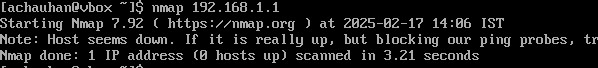 [achauhan@vbox ~]$ nmap 192.168.1.1
Starting Nmap 7.92 ( https://nmap.org ) at 2025-02-17 14:06 IST
Note: Host seems down. If it is really up, but blocking our ping probes, tr
Nmap done: 1 IP address (0 hosts up) scanned in 3.21 seconds
[achauhan@vbox ~]$